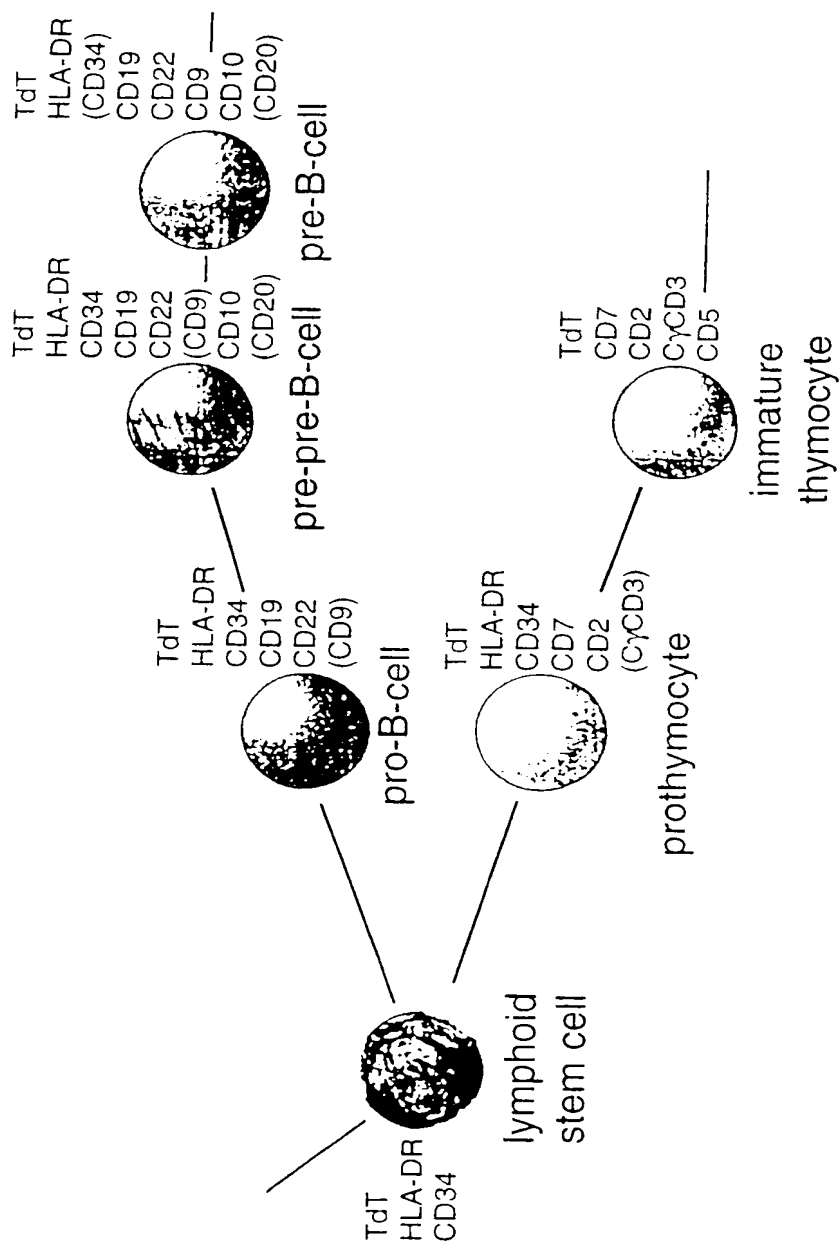 TdT
HLA-DR
CD34
lymphoid
stem cell
TdT
HLA-DR
CD34
CD19
CD22
(CD9)
pro-B-cell
TdT
HLA-DR
CD34
CD19
CD22
(CD9)
CD10
(CD20)
pre-pre-B-cell
TdT
HLA-DR
(CD34)
CD19
CD22
CD9
CD10
(CD20)
pre-B-cell
TdT
HLA-DR
CD34
CD7
CD2
(CγCD3)
prothymocyte
TdT
CD7
CD2
CγCD3
CD5
immature
thymocyte